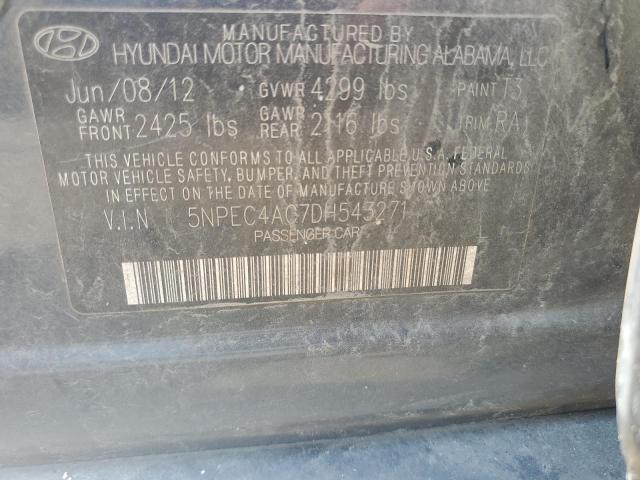 MANUFACTURED BY
HYUNDAI MOTOR MANUFACTURING ALABAMA, LLC
Jun/08/12 GVWR 4299 lbs PAINT T3
GAWR FRONT 2425 lbs GAWR REAR 2116 lbs TRIM RA
THIS VEHICLE CONFORMS TO ALL APPLICABLE U.S.A. FEDERAL
MOTOR VEHICLE SAFETY, BUMPER, AND THEFT PREVENTION STANDARDS
IN EFFECT ON THE DATE OF MANUFACTURE SHOWN ABOVE.
V.I.N 5NPEC4AC7DH543271
PASSENGER CAR